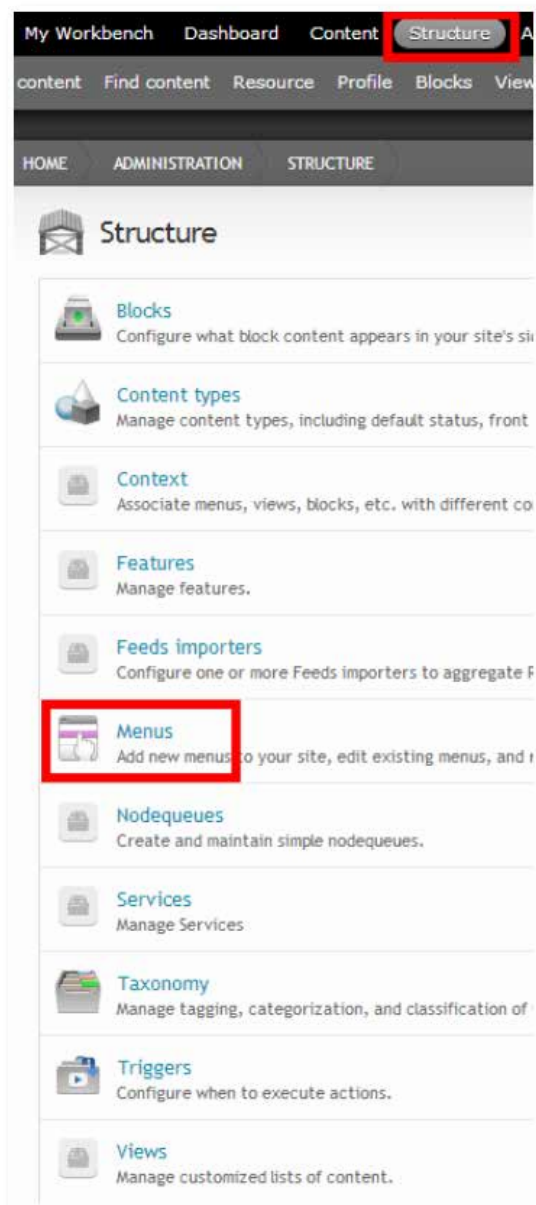 My Workbench Dashboard Content Structure A
content Find content Resource Profile Blocks View
HOME ADMINISTRATION STRUCTURE
Structure
Blocks
Configure what block content appears in your site's si
Content types
Manage content types, including default status, front
Context
Associate menus, views, blocks, etc. with different co
Features
Manage features.
Feeds importers
Configure one or more Feeds importers to aggregate
Menus
Add new menus to your site, edit existing menus, and
Nodequeues
Create and maintain simple nodequeues.
Services
Manage Services
Taxonomy
Manage tagging, categorization, and classification of
Triggers
Configure when to execute actions.
Views
Manage customized lists of content.